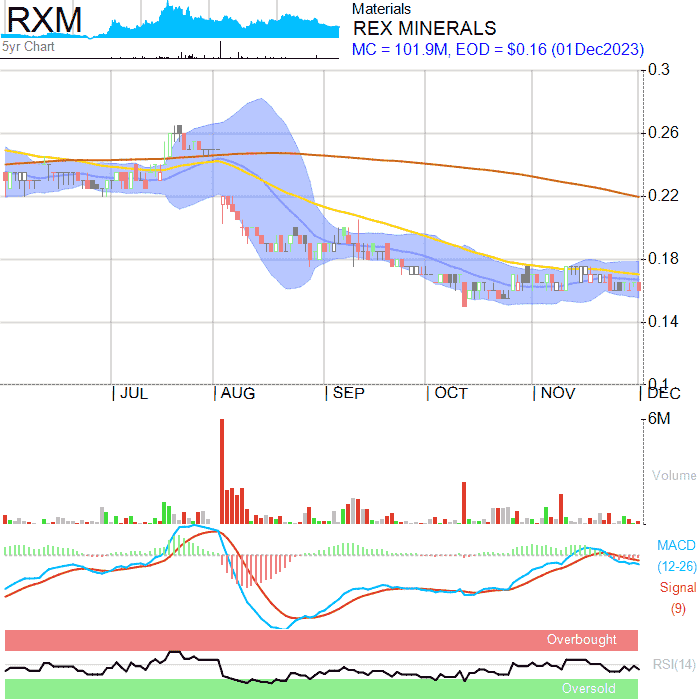 RXM
5yr Chart
Materials
REX MINERALS
MC = 101.9M, EOD = $0.16 (01Dec2023)
0.3
0.26
0.22
0.18
0.14
0.1
| JUL | AUG | SEP | OCT | NOV | DEC
6M
Volume
MACD
(12-26)
Signal
(9)
Overbought
RSI(14)
Oversold